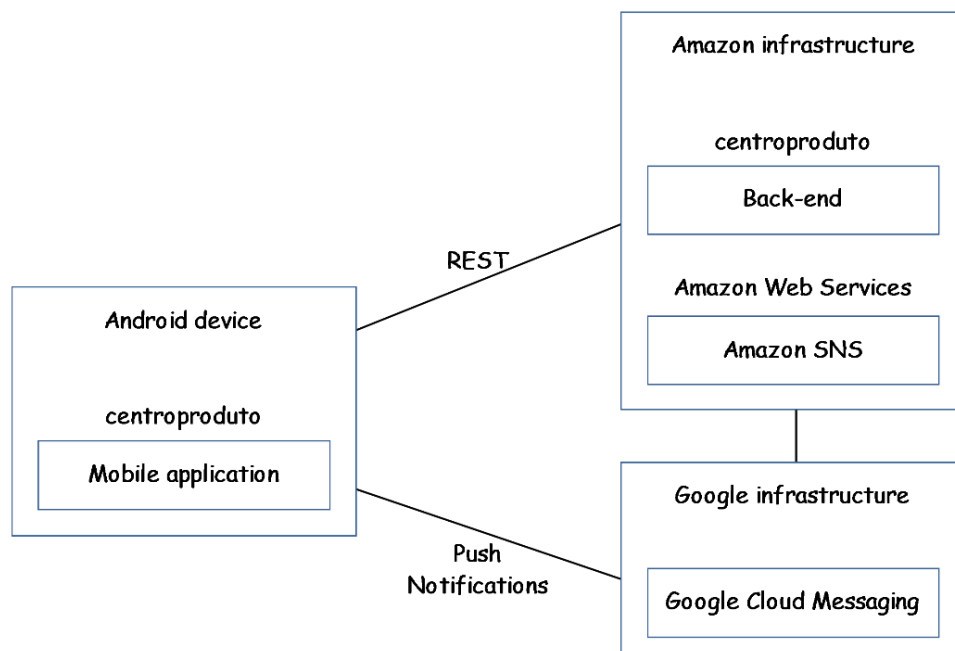 Amazon infrastructure
centroproduto
Back-end
REST
Amazon Web Services
Amazon SNS
Android device
centroproduto
Mobile application
Google infrastructure
Push
Notifications
Google Cloud Messaging